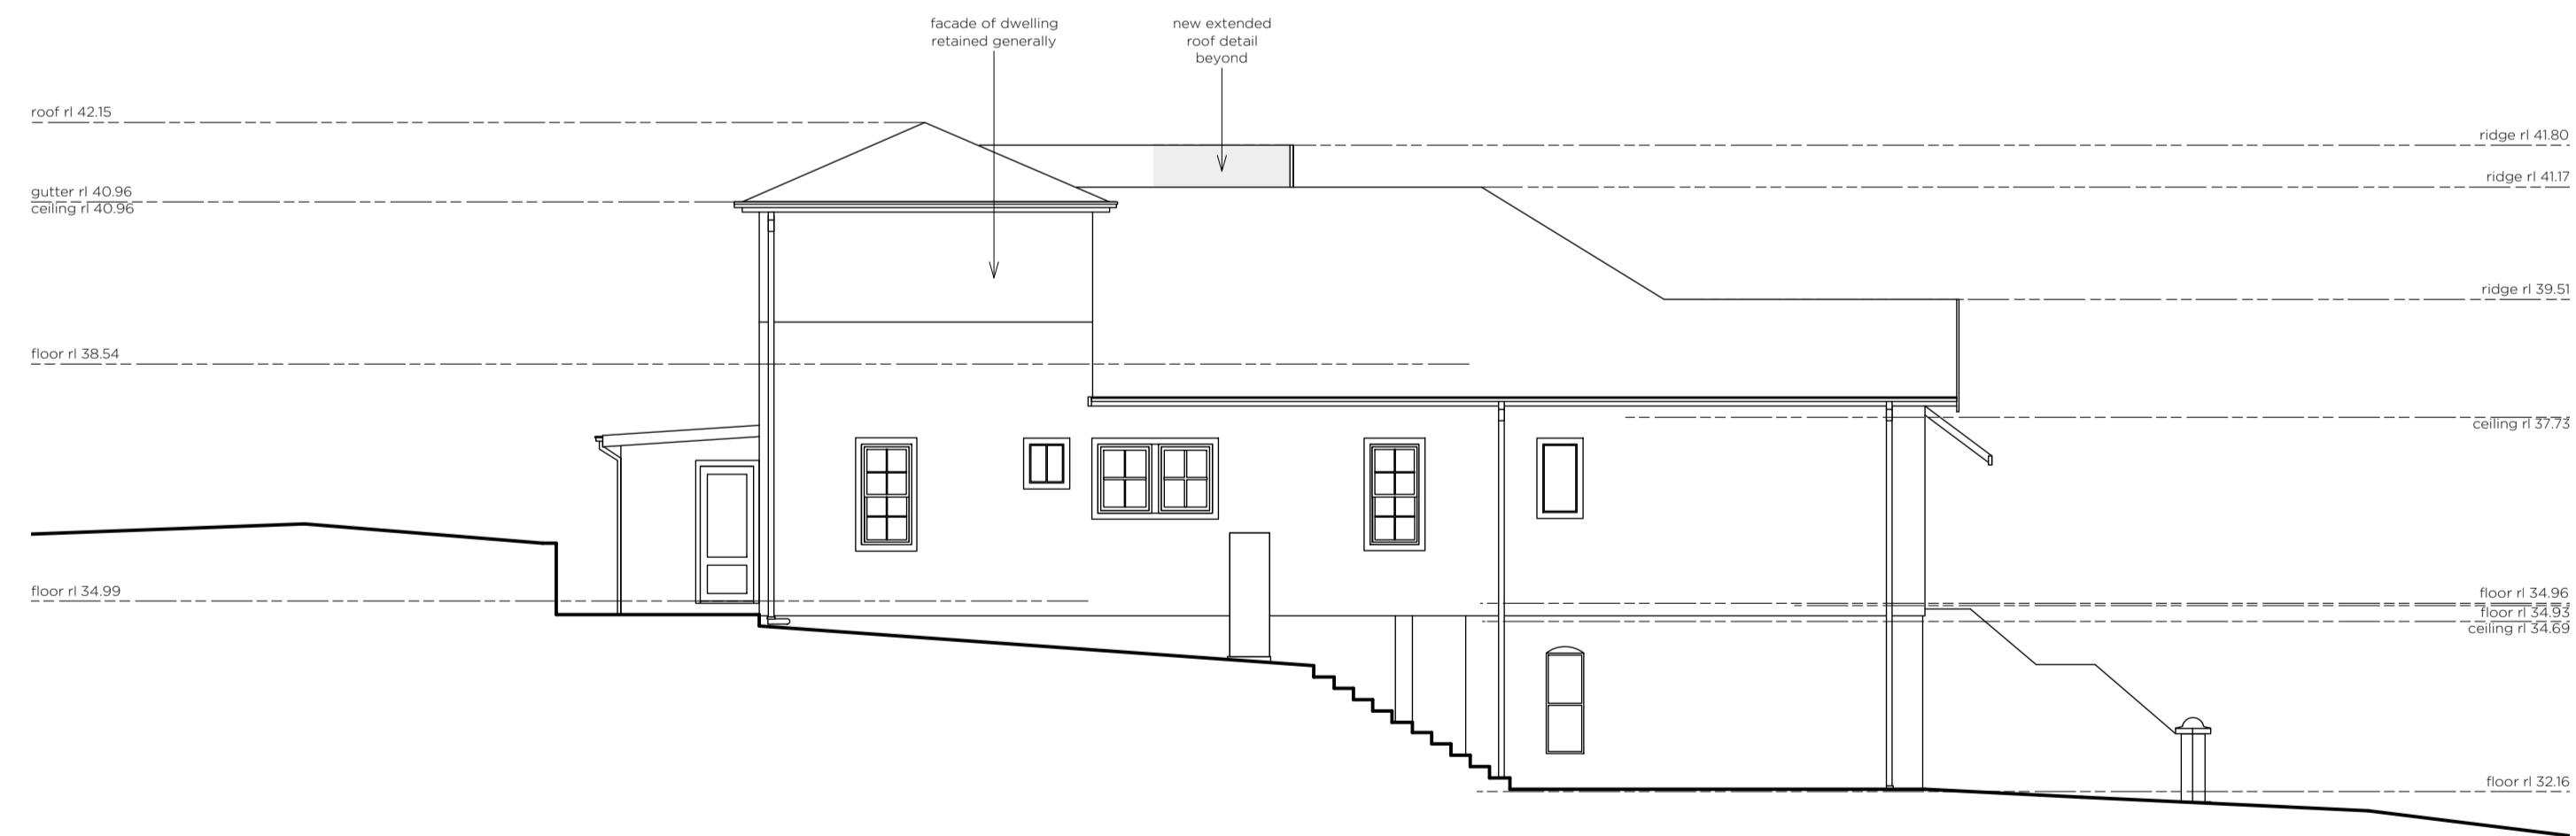 facade of dwelling
retained generally
new extended
roof detail
beyond
roof rl 42.15
gutter rl 40.96
ceiling rl 40.96
floor rl 38.54
floor rl 34.99
ridge rl 41.80
ridge rl 41.17
ridge rl 39.51
ceiling rl 37.73
floor rl 34.96
floor rl 34.93
ceiling rl 34.69
floor rl 32.16